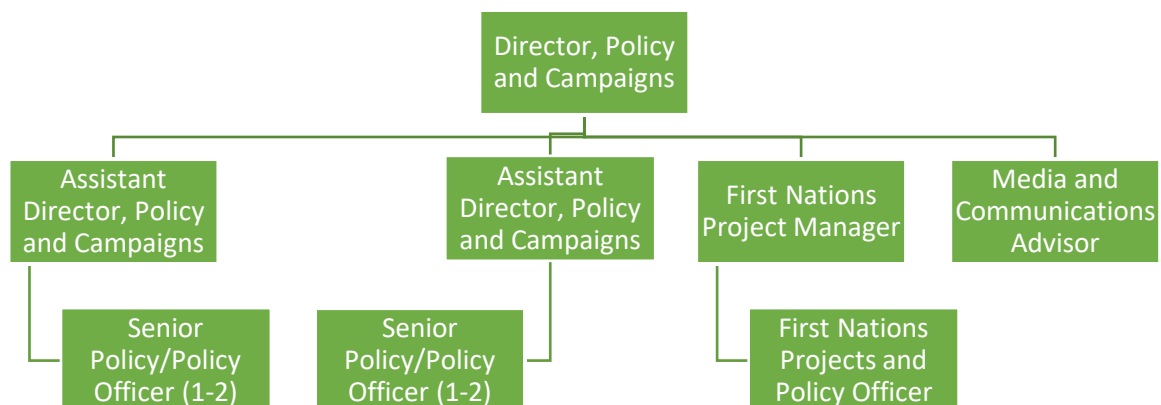 Director, Policy
and Campaigns
Assistant
Director, Policy
and Campaigns
Assistant
Director, Policy
and Campaigns
First Nations
Project Manager
Media and
Communications
Advisor
Senior
Policy/Policy
Officer (1-2)
Senior
Policy/Policy
Officer (1-2)
First Nations
Projects and
Policy Officer